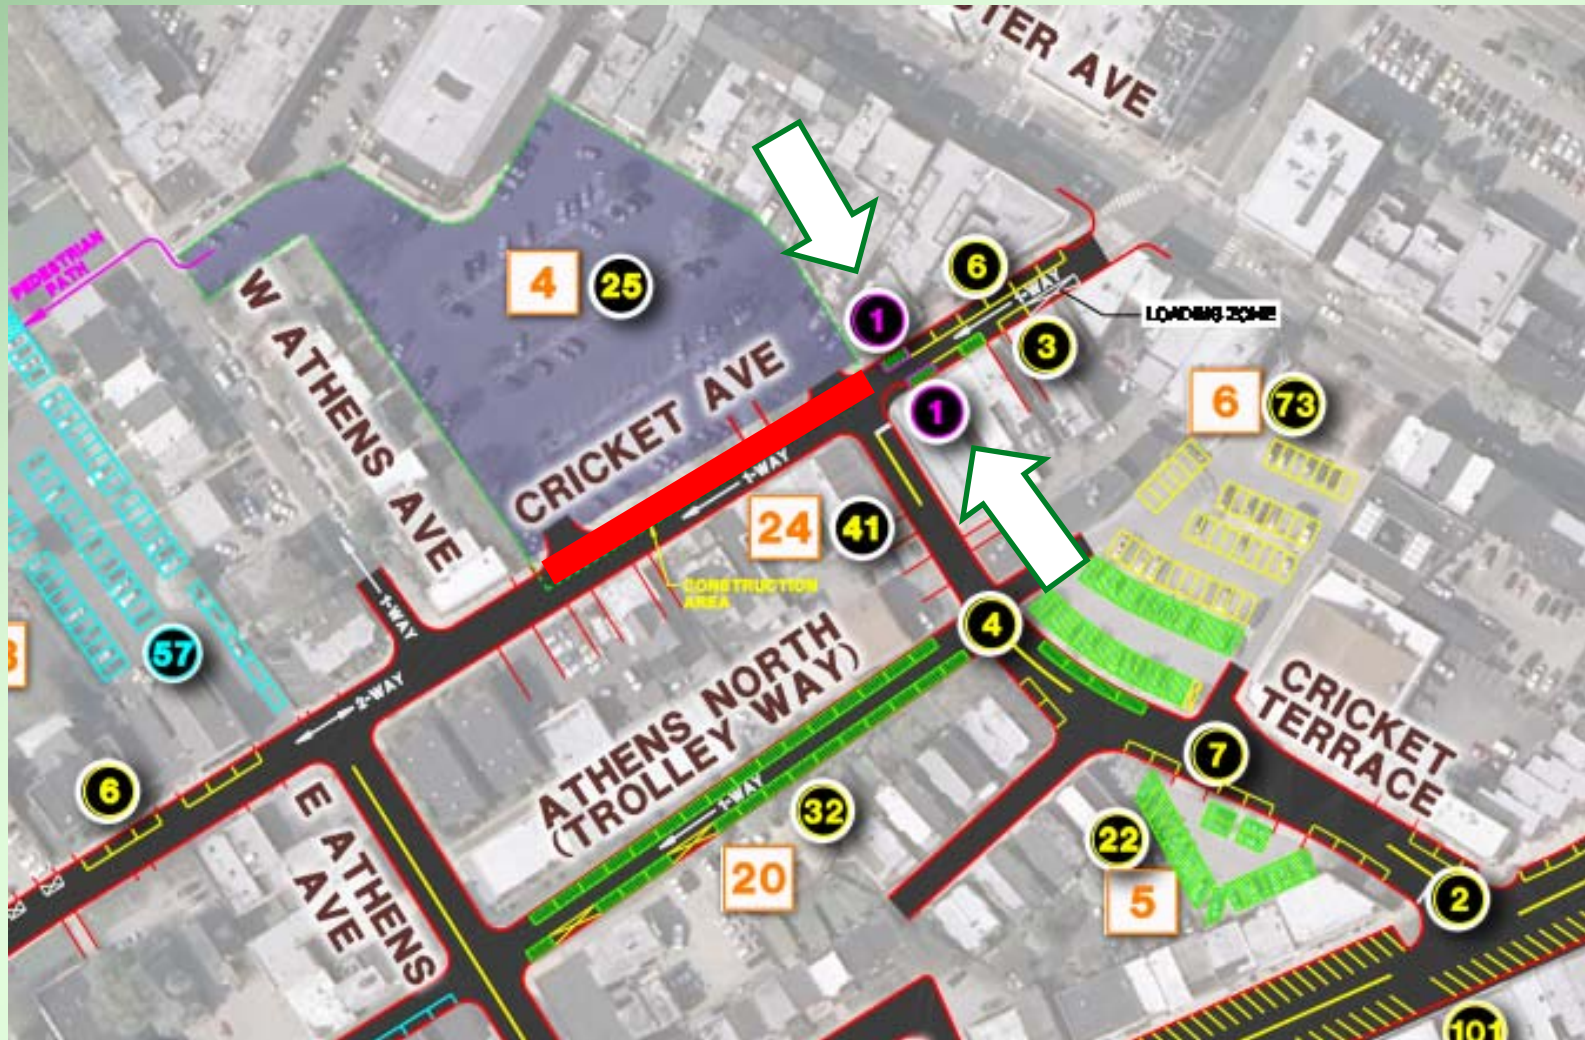 TER AVE
PEDESTRIAN
PATH
4
25
1
6
1-WAY
LOADING ZONE
3
W ATHENS AVE
CRICKET AVE
1
6
73
1-WAY
24
41
CONSTRUCTION
AREA
1-WAY
57
2-WAY
4
ATHENS NORTH
(TROLLEY WAY)
1-WAY
CRICKET
TERRACE
6
7
E ATHENS
AVE
32
20
22
5
2
101